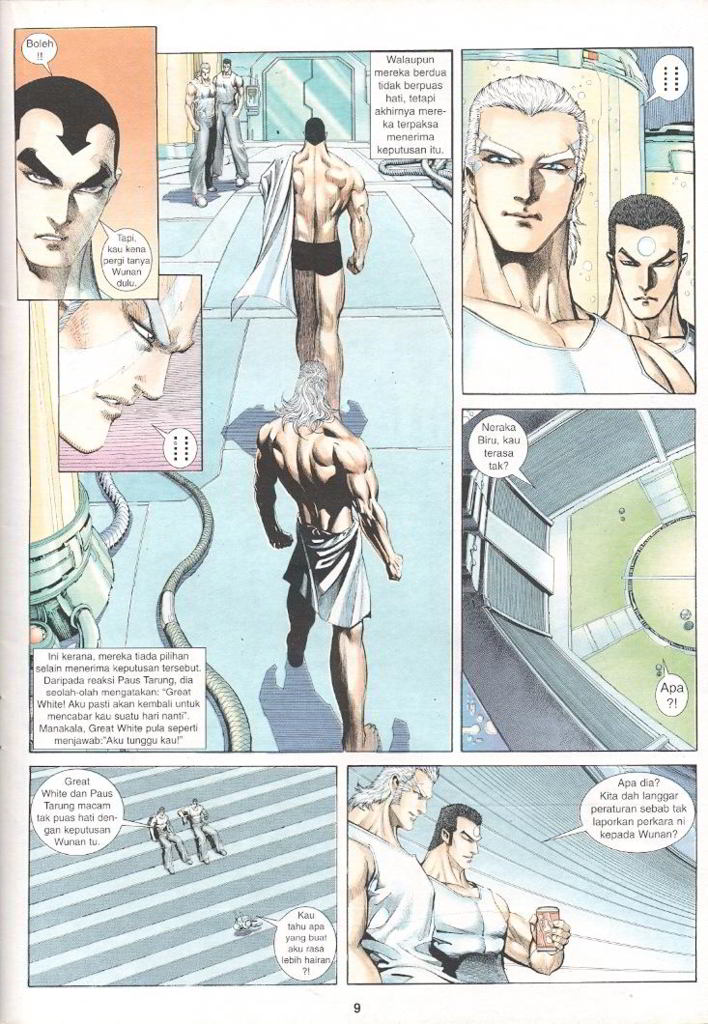 Boleh
!!
Tapi,
kau kena
pergi tanya
Wunan
dulu.
Walaupun
mereka berdua
tidak berpuas
hati, tetapi
akhirnya mere-
ka terpaksa
menerima
keputusan itu.
Ini kerana, mereka tiada pilihan
selain menerima keputusan tersebut.
Daripada reaksi Paus Tarung, dia
seolah-olah mengatakan: "Great
White! Aku pasti akan kembali untuk
mencabar kau suatu hari nanti".
Manakala, Great White pula seperti
menjawab:"Aku tunggu kau!"
Neraka
Biru, kau
terasa
tak?
Apa
?!
Great
White dan Paus
Tarung macam
tak puas hati den-
gan keputusan
Wunan tu.
Kau
tahu apa
yang buat
aku rasa
lebih hairan
?!
Apa dia?
Kita dah langgar
peraturan sebab tak
laporkan perkara ni
kepada Wunan?
9